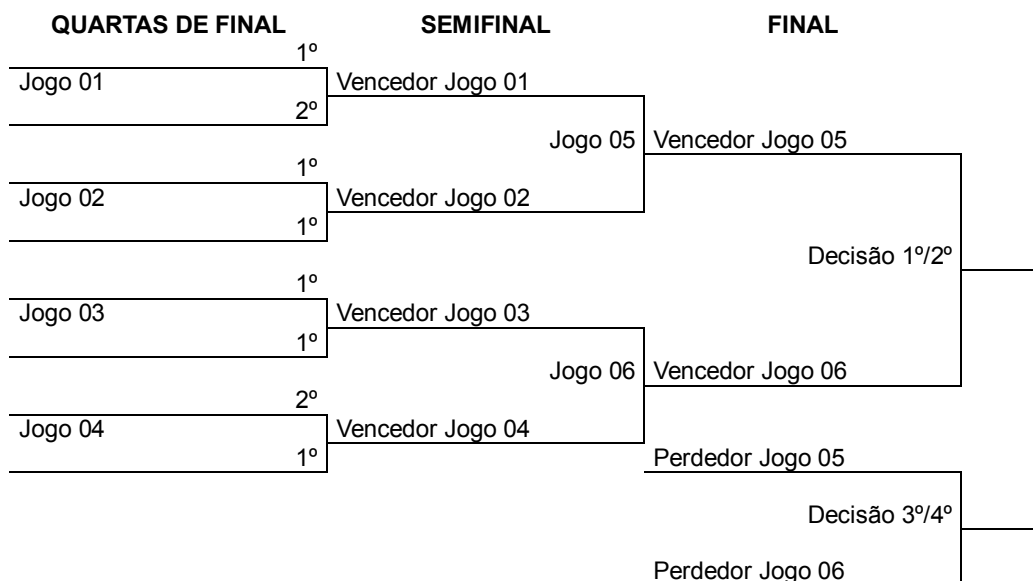 QUARTAS DE FINAL SEMIFINAL FINAL
1º
Jogo 01 Vencedor Jogo 01
2º
Jogo 05 Vencedor Jogo 05
1º
Jogo 02 Vencedor Jogo 02
1º
Decisão 1º/2º
1º
Jogo 03 Vencedor Jogo 03
1º
Jogo 06 Vencedor Jogo 06
2º
Jogo 04 Vencedor Jogo 04
1º Perdedor Jogo 05
Decisão 3º/4º
Perdedor Jogo 06